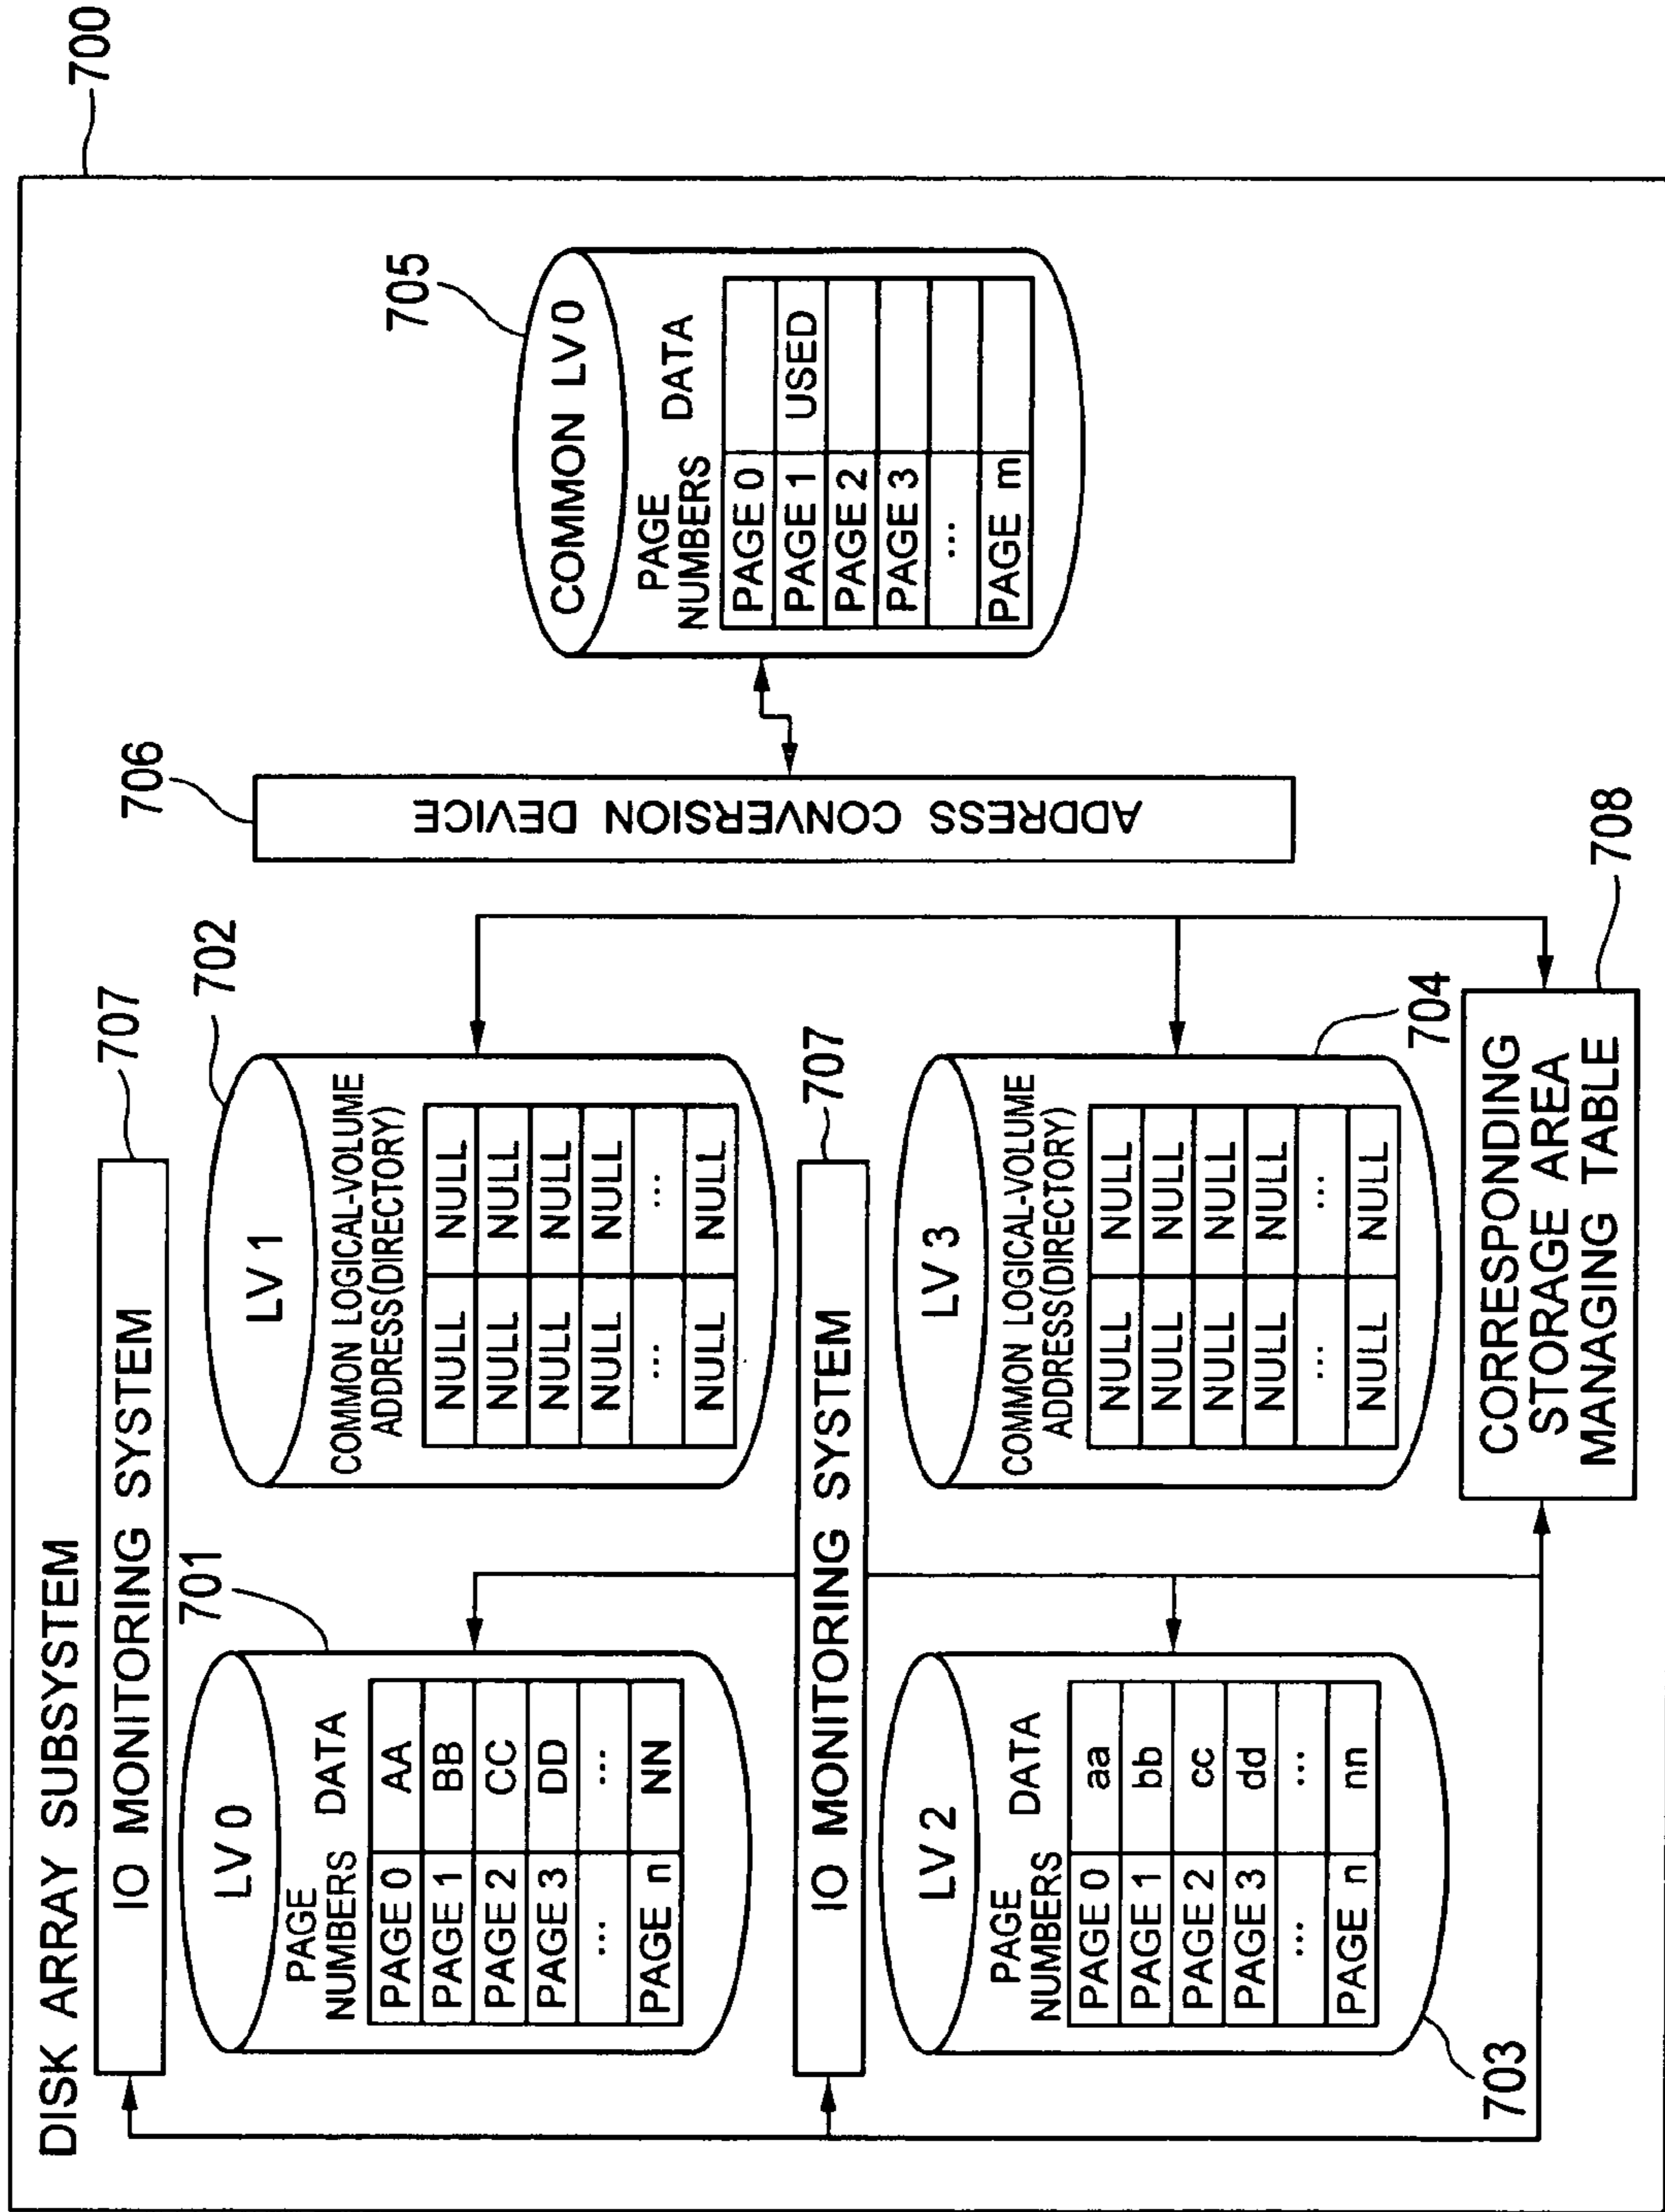 DISK ARRAY SUBSYSTEM
700
IO MONITORING SYSTEM
707
701
LV 0
PAGE NUMBERS DATA
PAGE 0 AA
PAGE 1 BB
PAGE 2 CC
PAGE 3 DD
... ...
PAGE n NN
702
LV 1
COMMON LOGICAL-VOLUME
ADDRESS(DIRECTORY)
NULL NULL
NULL NULL
NULL NULL
NULL NULL
... ...
NULL NULL
IO MONITORING SYSTEM
707
703
LV 2
PAGE NUMBERS DATA
PAGE 0 aa
PAGE 1 bb
PAGE 2 cc
PAGE 3 dd
... ...
PAGE n nn
704
LV 3
COMMON LOGICAL-VOLUME
ADDRESS(DIRECTORY)
NULL NULL
NULL NULL
NULL NULL
NULL NULL
... ...
NULL NULL
CORRESPONDING
STORAGE AREA
MANAGING TABLE
708
706
ADDRESS CONVERSION DEVICE
705
COMMON LV 0
PAGE NUMBERS DATA
PAGE 0
PAGE 1 USED
PAGE 2
PAGE 3
...
PAGE m